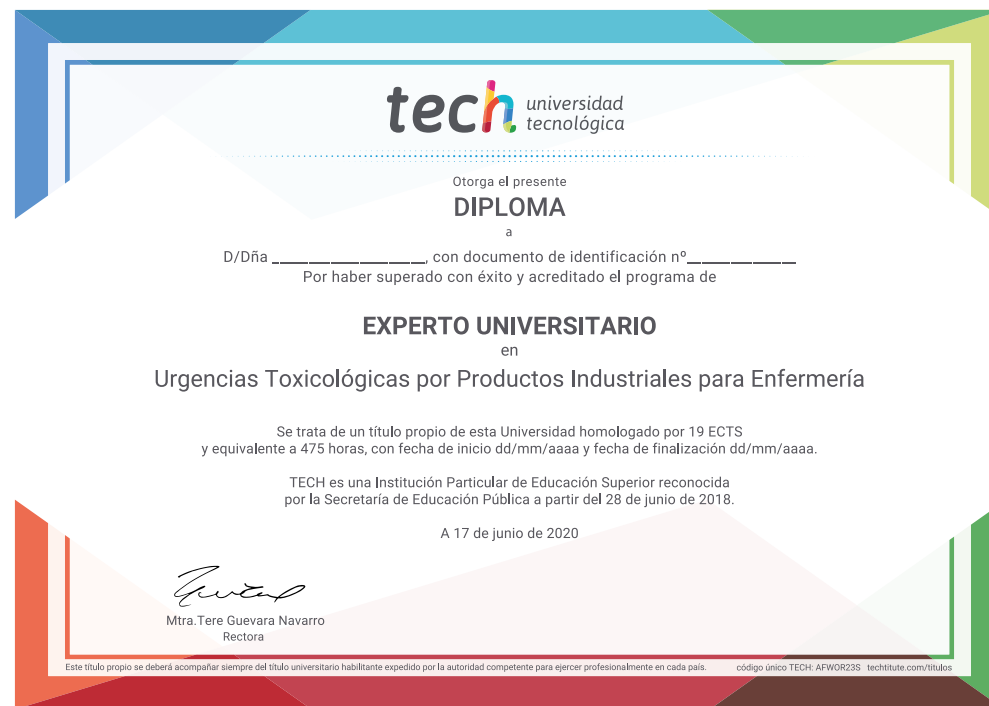 tech universidad
tecnológica
Otorga el presente
DIPLOMA
a
D/Dña ____________________, con documento de identificación nº______________
Por haber superado con éxito y acreditado el programa de
EXPERTO UNIVERSITARIO
en
Urgencias Toxicológicas por Productos Industriales para Enfermería
Se trata de un título propio de esta Universidad homologado por 19 ECTS
y equivalente a 475 horas, con fecha de inicio dd/mm/aaaa y fecha de finalización dd/mm/aaaa.
TECH es una Institución Particular de Educación Superior reconocida
por la Secretaría de Educación Pública a partir del 28 de junio de 2018.
A 17 de junio de 2020
Mtra.Tere Guevara Navarro
Rectora
Este título propio se deberá acompañar siempre del título universitario habilitante expedido por la autoridad competente para ejercer profesionalmente en cada país. código único TECH: AFWOR23S techtitute.com/titulos